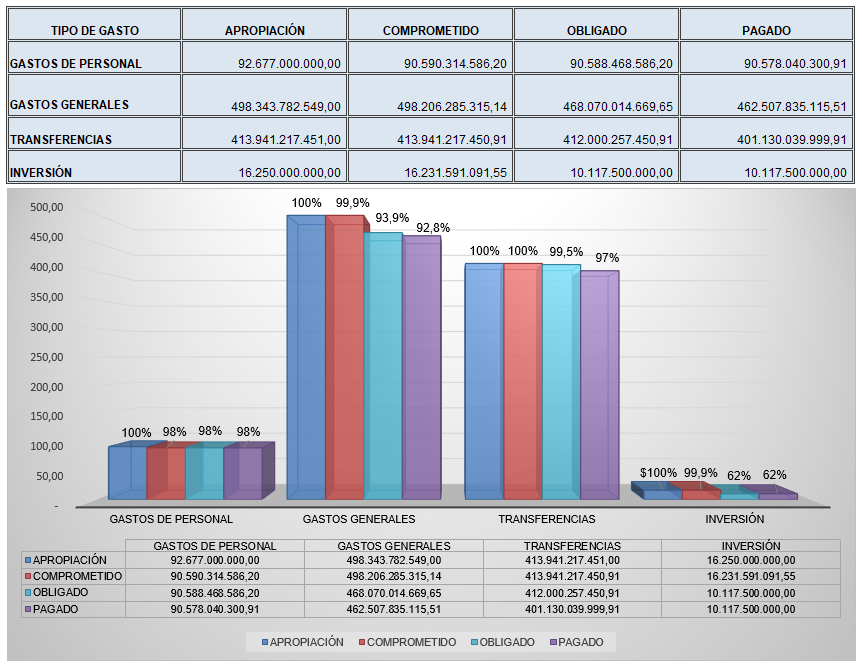 TIPO DE GASTO APROPIACIÓN COMPROMETIDO OBLIGADO PAGADO
GASTOS DE PERSONAL 92.677.000.000,00 90.590.314.586,20 90.588.468.586,20 90.578.040.300,91
GASTOS GENERALES 498.343.782.549,00 498.206.285.315,14 468.070.014.669,65 462.507.835.115,51
TRANSFERENCIAS 413.941.217.451,00 413.941.217.450,91 412.000.257.450,91 401.130.039.999,91
INVERSIÓN 16.250.000.000,00 16.231.591.091,55 10.117.500.000,00 10.117.500.000,00
500,00
450,00
400,00
350,00
300,00
250,00
200,00
150,00
100,00
50,00
-
100% 98% 98% 98%
100% 99,9% 93,9% 92,8%
100% 100% 99,5% 97%
$100% 99,9% 62% 62%
GASTOS DE PERSONAL GASTOS GENERALES TRANSFERENCIAS INVERSIÓN
GASTOS DE PERSONAL GASTOS GENERALES TRANSFERENCIAS INVERSIÓN
APROPIACIÓN 92.677.000.000,00 498.343.782.549,00 413.941.217.451,00 16.250.000.000,00
COMPROMETIDO 90.590.314.586,20 498.206.285.315,14 413.941.217.450,91 16.231.591.091,55
OBLIGADO 90.588.468.586,20 468.070.014.669,65 412.000.257.450,91 10.117.500.000,00
PAGADO 90.578.040.300,91 462.507.835.115,51 401.130.039.999,91 10.117.500.000,00
APROPIACIÓN COMPROMETIDO OBLIGADO PAGADO